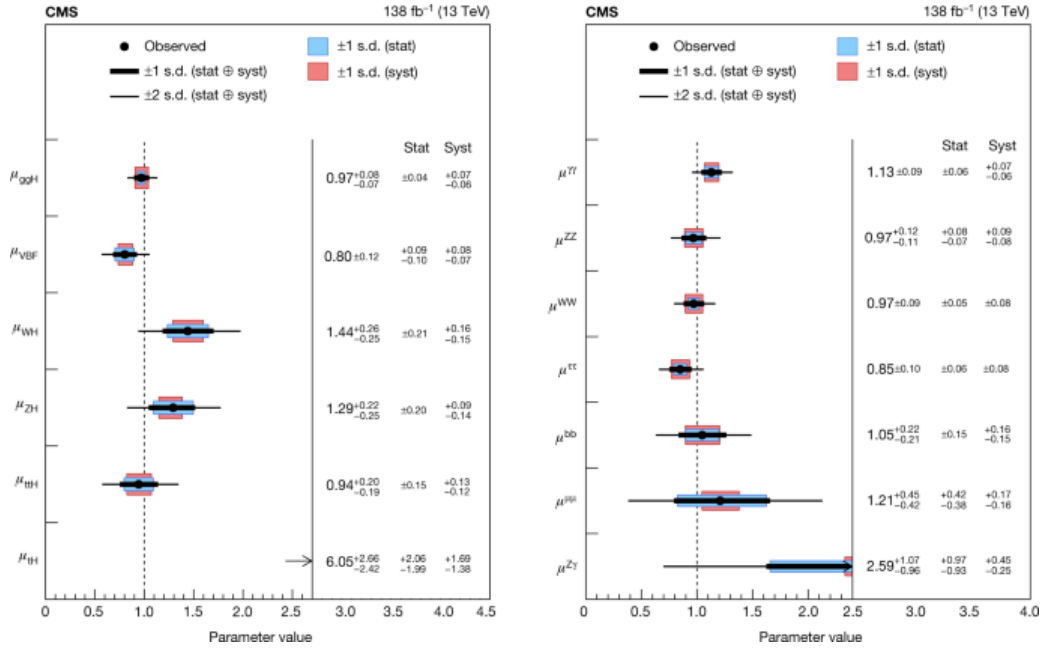 CMS 138 fb⁻¹ (13 TeV)
Observed ±1 s.d. (stat)
±1 s.d. (stat ⊕ syst) ±1 s.d. (syst)
±2 s.d. (stat ⊕ syst)
Stat Syst
μggH 0.97 +0.08 −0.07 ±0.04 +0.07 −0.06
μVBF 0.80 ±0.12 +0.09 −0.10 +0.08 −0.07
μWH 1.44 +0.26 −0.25 ±0.21 +0.16 −0.15
μZH 1.29 +0.22 −0.25 ±0.20 +0.09 −0.14
μttH 0.94 +0.20 −0.19 ±0.15 +0.13 −0.12
μtH 6.05 +2.66 −2.42 +2.06 −1.99 +1.69 −1.38
0 0.5 1.0 1.5 2.0 2.5 3.0 3.5 4.0 4.5
Parameter value
CMS 138 fb⁻¹ (13 TeV)
Observed ±1 s.d. (stat)
±1 s.d. (stat ⊕ syst) ±1 s.d. (syst)
±2 s.d. (stat ⊕ syst)
Stat Syst
μγγ 1.13 ±0.09 ±0.06 +0.07 −0.06
μZZ 0.97 +0.12 −0.11 +0.08 −0.07 +0.09 −0.08
μWW 0.97 ±0.09 ±0.05 ±0.08
μττ 0.85 ±0.10 ±0.06 ±0.08
μbb 1.05 +0.22 −0.21 ±0.15 +0.16 −0.15
μμμ 1.21 +0.45 −0.42 +0.42 −0.38 +0.17 −0.16
μZγ 2.59 +1.07 −0.96 +0.97 −0.93 +0.45 −0.25
0 0.5 1.0 1.5 2.0 2.4 3.0 3.5 4.0
Parameter value